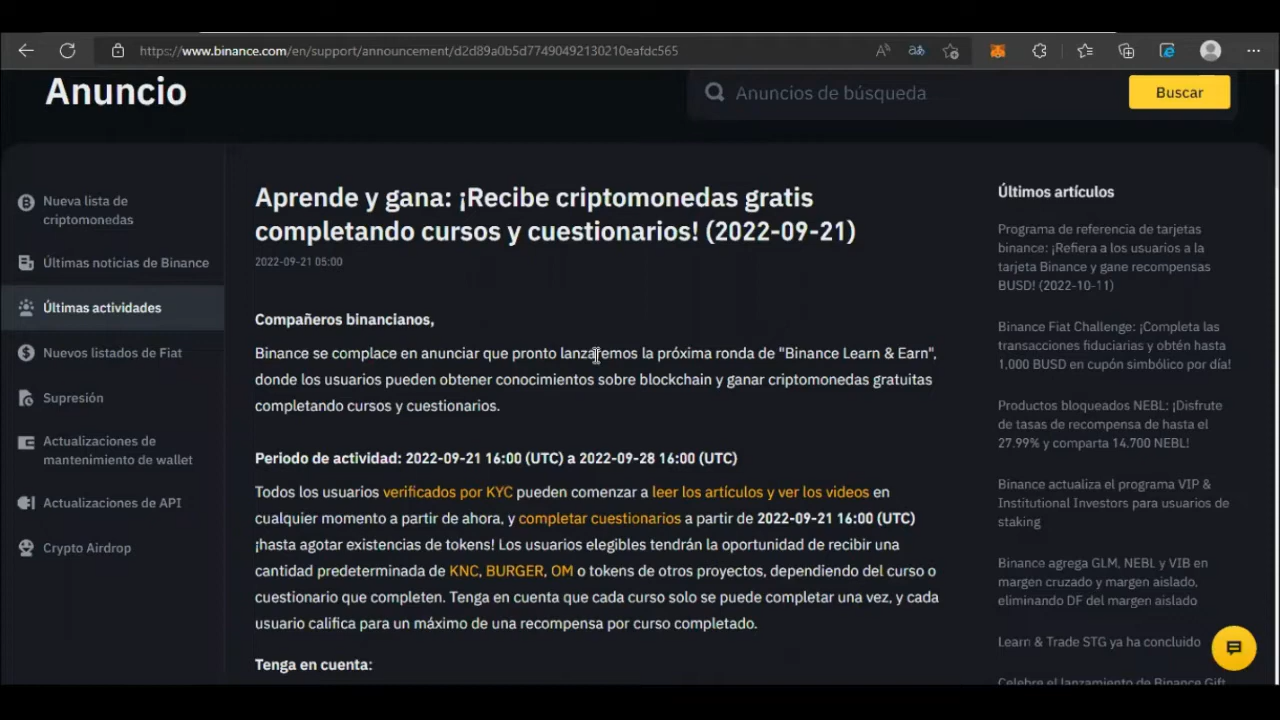 https://www.binance.com/en/support/announcement/d2d89a0b5d77490492130210eafdc565
Anuncio
Anuncios de búsqueda
Buscar
Nueva lista de
criptomonedas
Últimas noticias de Binance
Últimas actividades
Nuevos listados de Fiat
Supresión
Actualizaciones de
mantenimiento de wallet
Actualizaciones de API
Crypto Airdrop
Aprende y gana: ¡Recibe criptomonedas gratis
completando cursos y cuestionarios! (2022-09-21)
2022-09-21 05:00
Compañeros binancianos,
Binance se complace en anunciar que pronto lanzaremos la próxima ronda de "Binance Learn & Earn",
donde los usuarios pueden obtener conocimientos sobre blockchain y ganar criptomonedas gratuitas
completando cursos y cuestionarios.
Periodo de actividad: 2022-09-21 16:00 (UTC) a 2022-09-28 16:00 (UTC)
Todos los usuarios verificados por KYC pueden comenzar a leer los artículos y ver los videos en
cualquier momento a partir de ahora, y completar cuestionarios a partir de 2022-09-21 16:00 (UTC)
¡hasta agotar existencias de tokens! Los usuarios elegibles tendrán la oportunidad de recibir una
cantidad predeterminada de KNC, BURGER, OM o tokens de otros proyectos, dependiendo del curso o
cuestionario que completen. Tenga en cuenta que cada curso solo se puede completar una vez, y cada
usuario califica para un máximo de una recompensa por curso completado.
Tenga en cuenta:
Últimos artículos
Programa de referencia de tarjetas
binance: ¡Refiera a los usuarios a la
tarjeta Binance y gane recompensas
BUSD! (2022-10-11)
Binance Fiat Challenge: ¡Completa las
transacciones fiduciarias y obtén hasta
1,000 BUSD en cupón simbólico por día!
Productos bloqueados NEBL: ¡Disfrute
de tasas de recompensa de hasta el
27.99% y comparta 14.700 NEBL!
Binance actualiza el programa VIP &
Institutional Investors para usuarios de
staking
Binance agrega GLM, NEBL y VIB en
margen cruzado y margen aislado,
eliminando DF del margen aislado
Learn & Trade STG ya ha concluido
Celebre el lanzamiento de Binance Gift